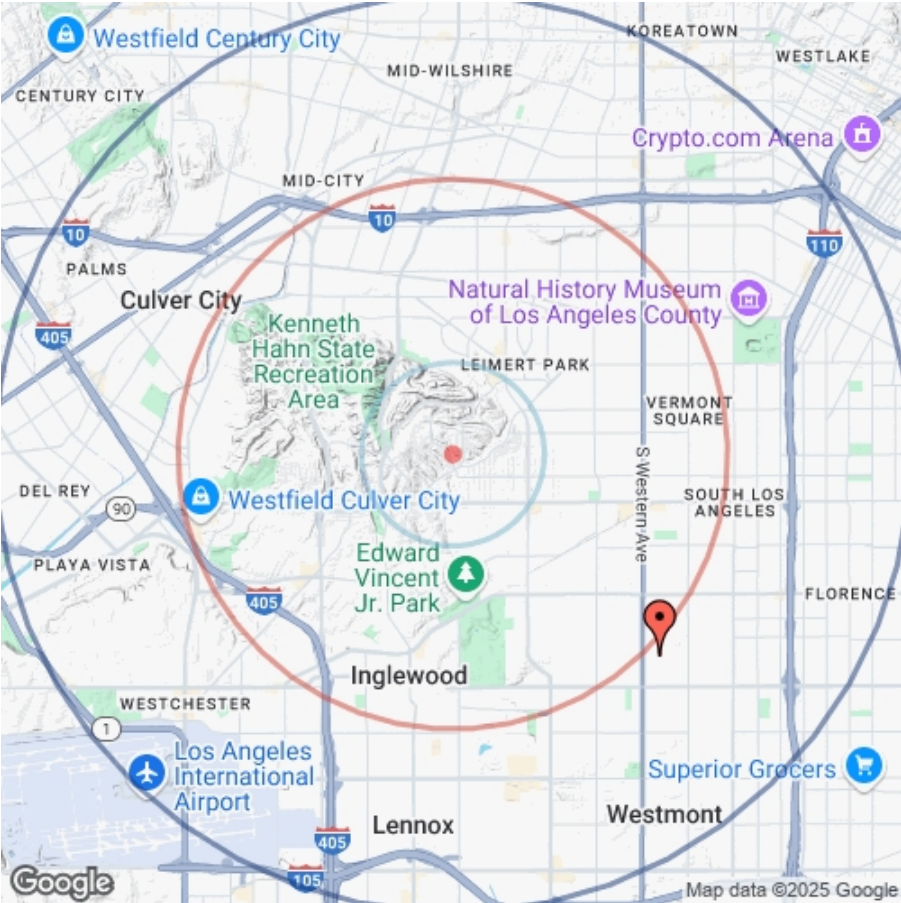 Westfield Century City
KOREATOWN
WESTLAKE
MID-WILSHIRE
CENTURY CITY
Crypto.com Arena
MID-CITY
10
10
110
PALMS
Culver City
Natural History Museum
of Los Angeles County
405
Kenneth
Hahn State
Recreation
Area
LEIMERT PARK
VERMONT
SQUARE
S Western Ave
DEL REY
90
Westfield Culver City
SOUTH LOS
ANGELES
PLAYA VISTA
Edward
Vincent
Jr. Park
405
FLORENCE
Inglewood
WESTCHESTER
1
Los Angeles
International
Airport
Superior Grocers
Westmont
Lennox
405
105
Google
Map data ©2025 Google